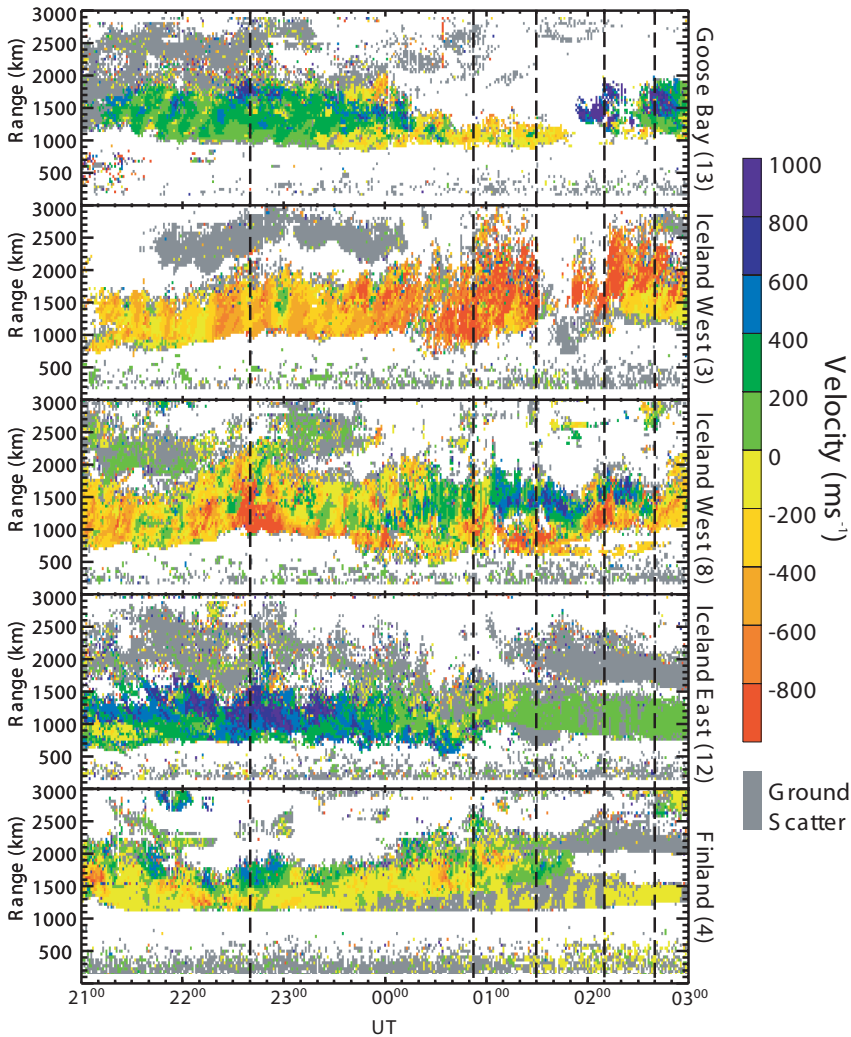 3000
2500
2000
1500
1000
500
Range (km)
Goose Bay (13)
3000
2500
2000
1500
1000
500
Range (km)
Iceland West (3)
3000
2500
2000
1500
1000
500
Range (km)
Iceland West (8)
3000
2500
2000
1500
1000
500
Range (km)
Iceland East (12)
3000
2500
2000
1500
1000
500
Range (km)
Finland (4)
21⁰⁰ 22⁰⁰ 23⁰⁰ 00⁰⁰ 01⁰⁰ 02⁰⁰ 03⁰⁰
UT
1000
800
600
400
200
0
-200
-400
-600
-800
Velocity (ms⁻¹)
Ground
Scatter